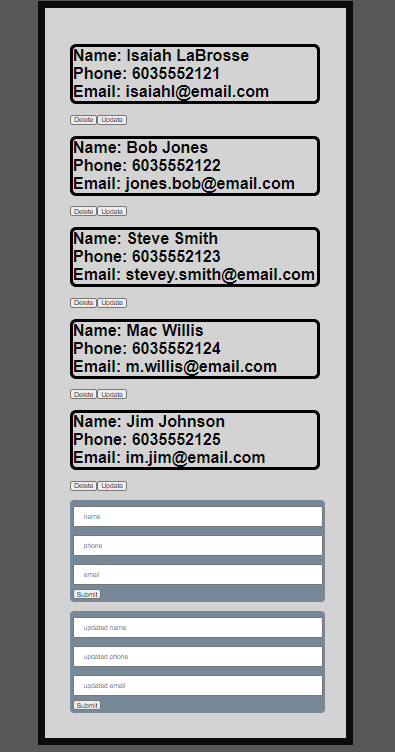 Name: Isaiah LaBrosse
Phone: 6035552121
Email: isaiahl@email.com
Delete Update
Name: Bob Jones
Phone: 6035552122
Email: jones.bob@email.com
Delete Update
Name: Steve Smith
Phone: 6035552123
Email: stevey.smith@email.com
Delete Update
Name: Mac Willis
Phone: 6035552124
Email: m.willis@email.com
Delete Update
Name: Jim Johnson
Phone: 6035552125
Email: im.jim@email.com
Delete Update
name
phone
email
Submit
updated name
updated phone
updated email
Submit